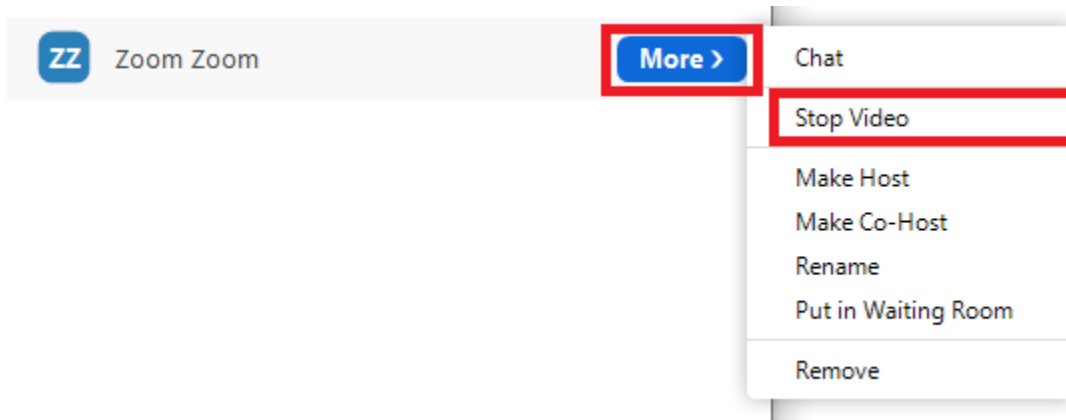 ZZ Zoom Zoom More >
Chat
Stop Video
Make Host
Make Co-Host
Rename
Put in Waiting Room
Remove